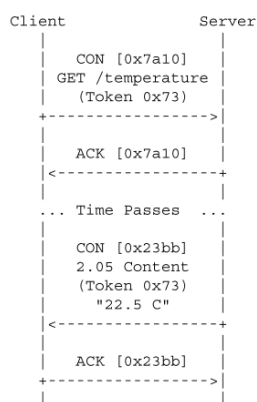 Client Server
CON [0x7a10]
GET /temperature
(Token 0x73)
ACK [0x7a10]
... Time Passes ...
CON [0x23bb]
2.05 Content
(Token 0x73)
"22.5 C"
ACK [0x23bb]